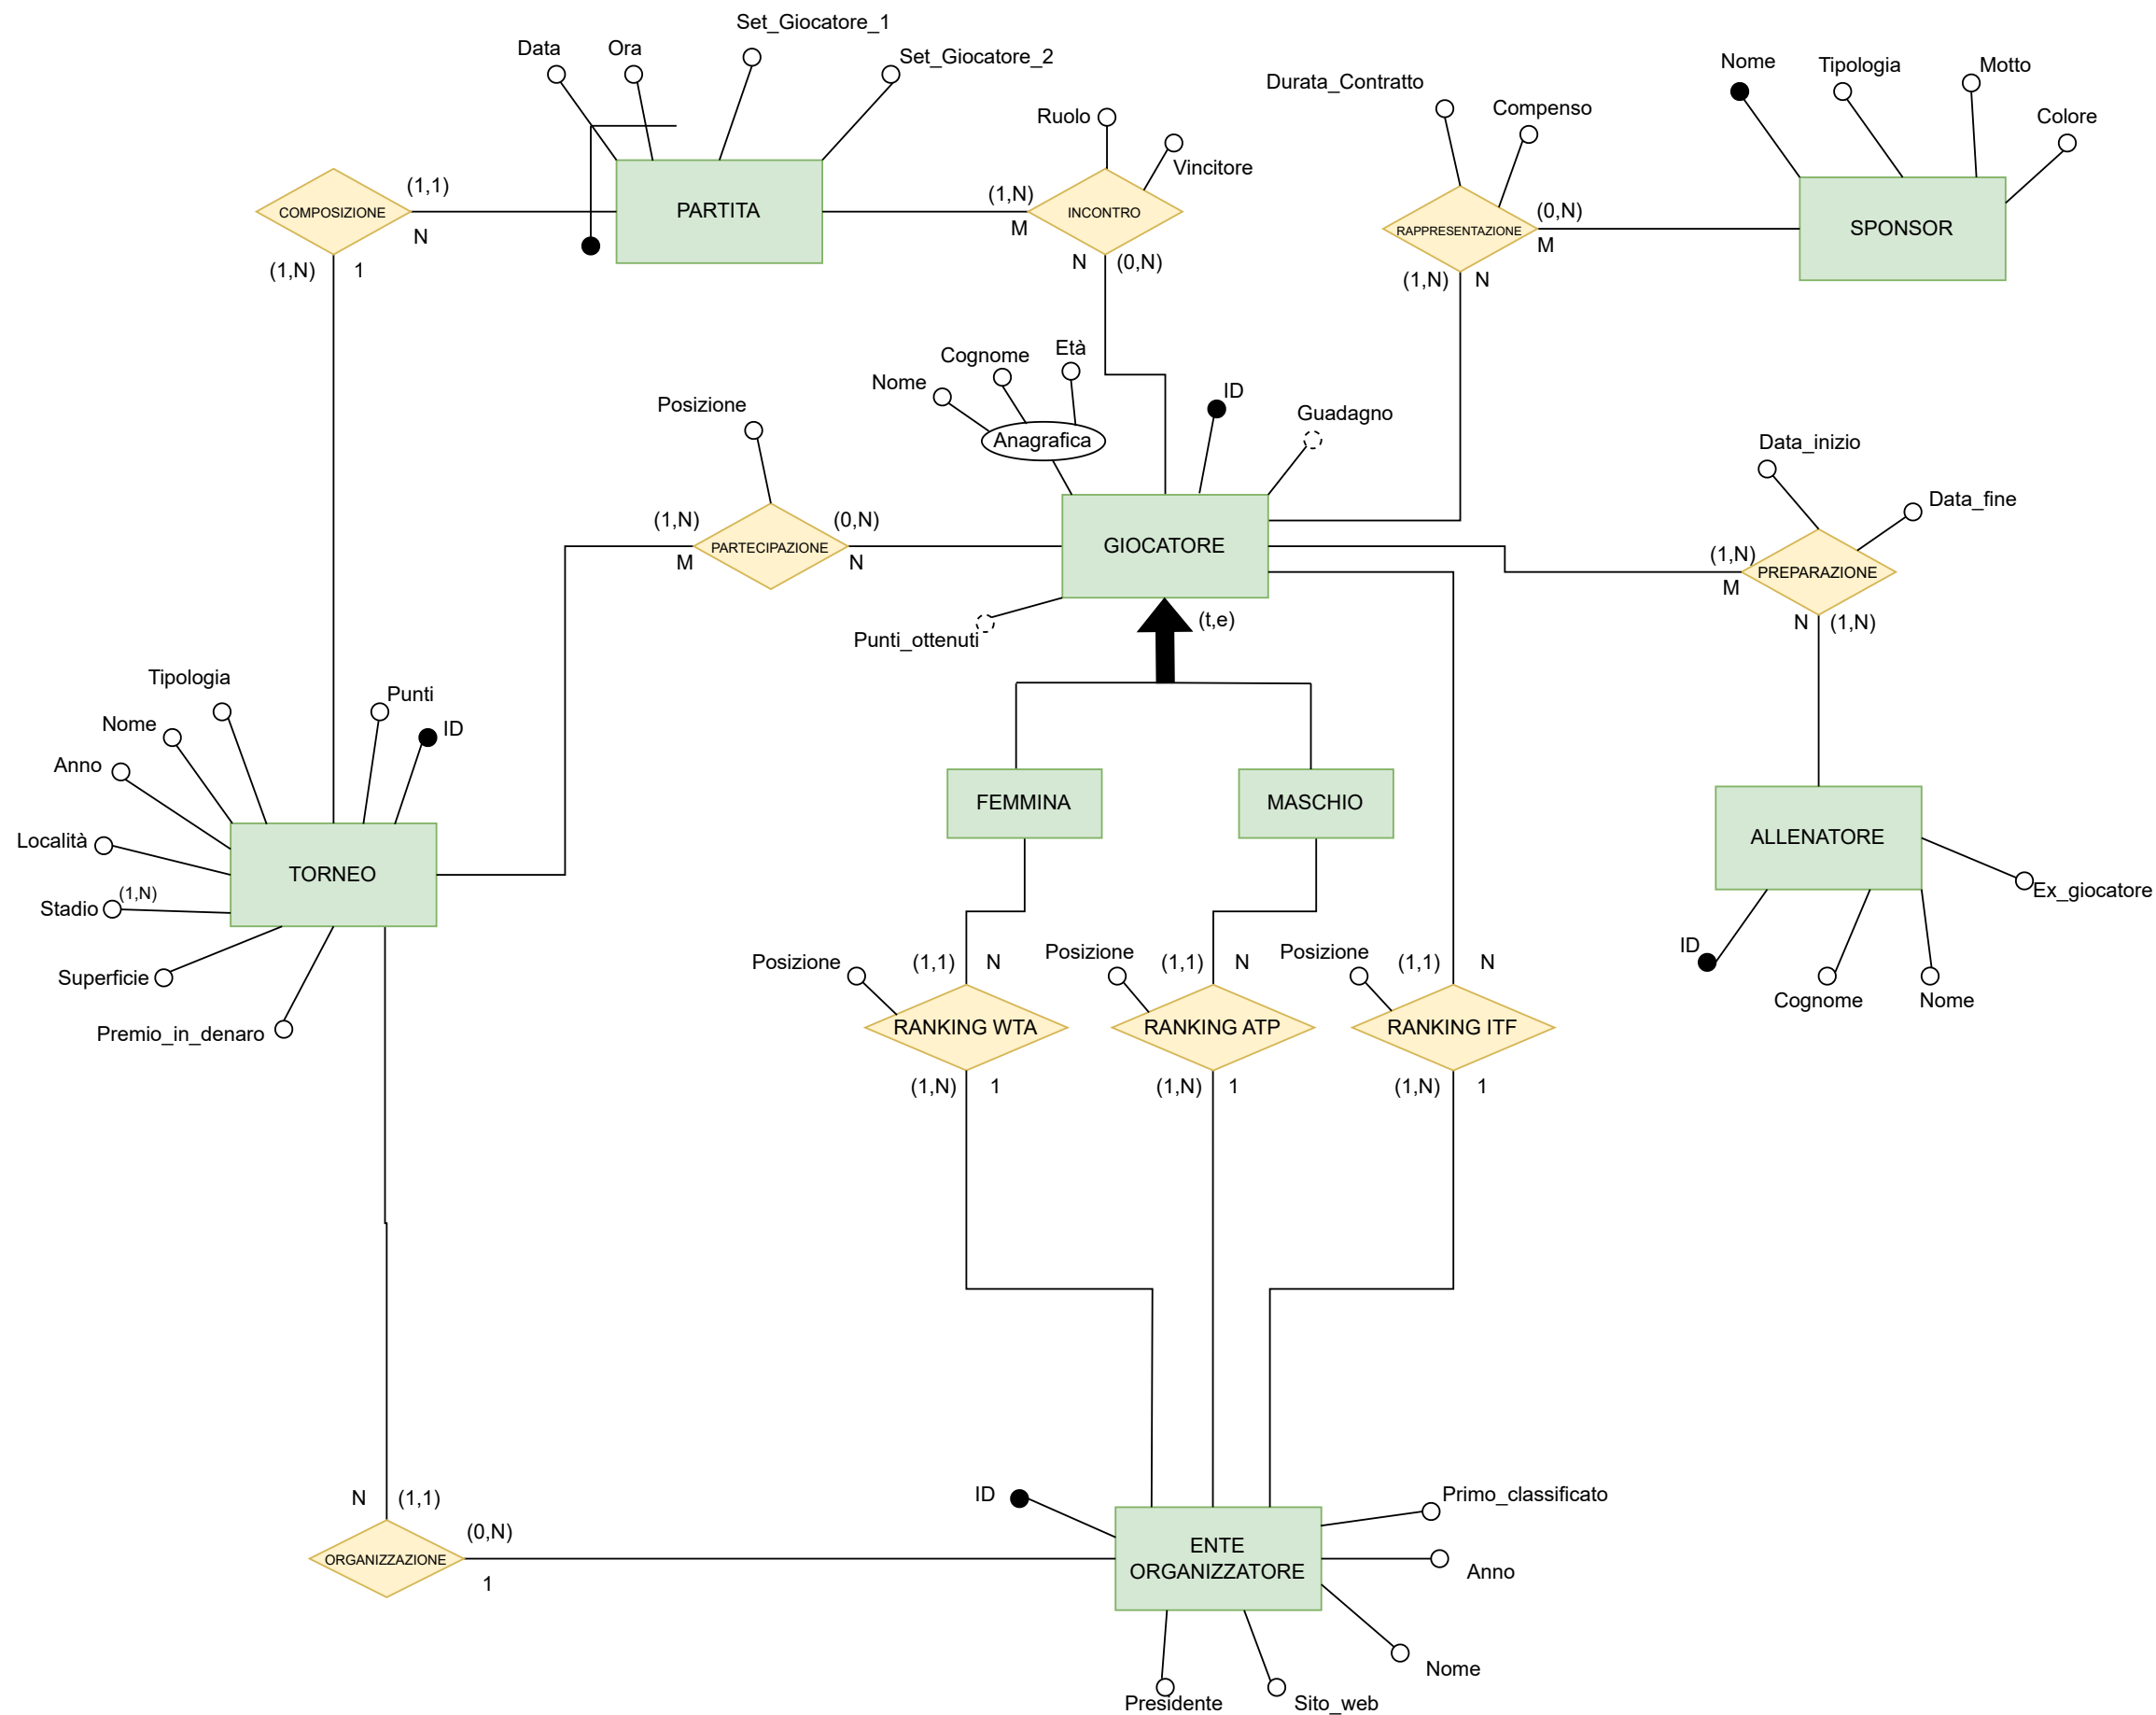 Set_Giocatore_1
Data
Ora
Set_Giocatore_2
Nome
Tipologia
Motto
Durata_Contratto
Compenso
Colore
Ruolo
Vincitore
(1,1)
(1,N)
(0,N)
COMPOSIZIONE
PARTITA
INCONTRO
RAPPRESENTAZIONE
SPONSOR
N
M
M
(1,N)
1
N
(0,N)
(1,N)
N
Età
Cognome
Nome
ID
Posizione
Guadagno
Anagrafica
Data_inizio
Data_fine
(1,N)
(0,N)
PARTECIPAZIONE
GIOCATORE
(1,N)
M
N
PREPARAZIONE
M
(t,e)
N
(1,N)
Punti_ottenuti
Tipologia
Punti
Nome
ID
Anno
FEMMINA
MASCHIO
Località
ALLENATORE
TORNEO
(1,N)
Stadio
Ex_giocatore
ID
Superficie
Posizione
(1,1)
N
Posizione
(1,1)
N
Posizione
(1,1)
N
Cognome
Nome
Premio_in_denaro
RANKING WTA
RANKING ATP
RANKING ITF
(1,N)
1
(1,N)
1
(1,N)
1
N
(1,1)
ID
Primo_classificato
(0,N)
ORGANIZZAZIONE
ENTE
ORGANIZZATORE
1
Anno
Nome
Presidente
Sito_web